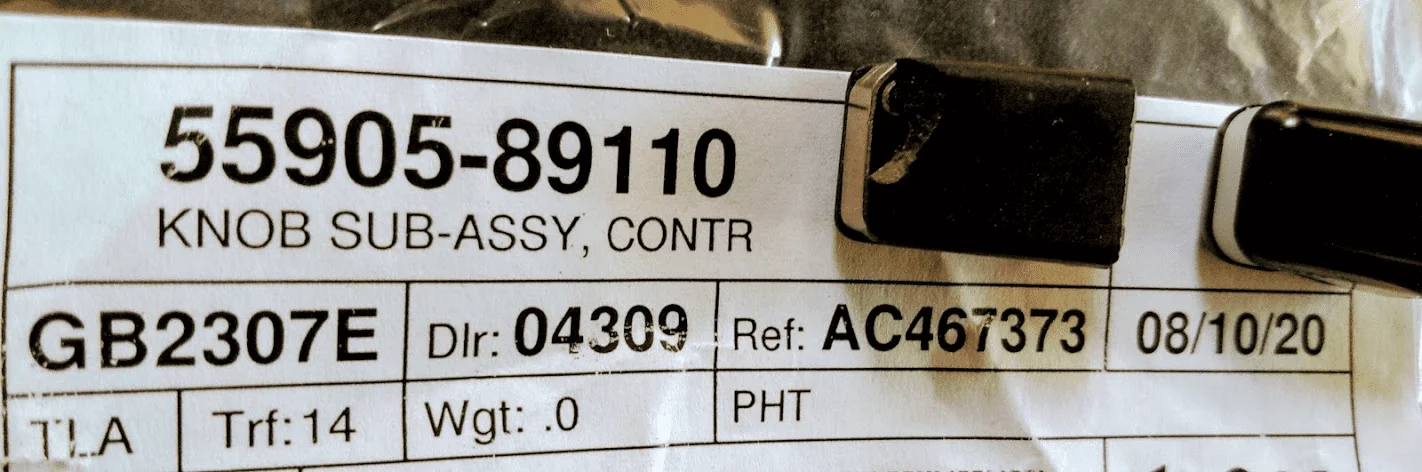 55905-89110
KNOB SUB-ASSY, CONTR
GB2307E Dlr: 04309 Ref: AC467373 08/10/20
TLA Trf: 14 Wgt: .0 PHT